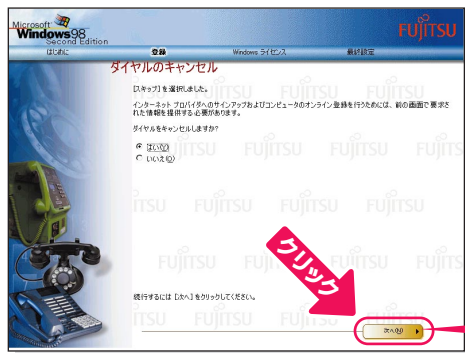 Microsoft
Windows98
Second Edition
FUJITSU
はじめに 登録 Windows ライセンス 最終設定
ダイヤルのキャンセル
[スキップ] を選択しました。
インターネット プロバイダへのサインアップおよびコンピュータのオンライン登録を行うためには、前の画面で要求さ
れた情報を提供する必要があります。
ダイヤルをキャンセルしますか?
はい(Y)
いいえ(O)
クリック
続行するには [次へ] をクリックしてください。
次へ(N)